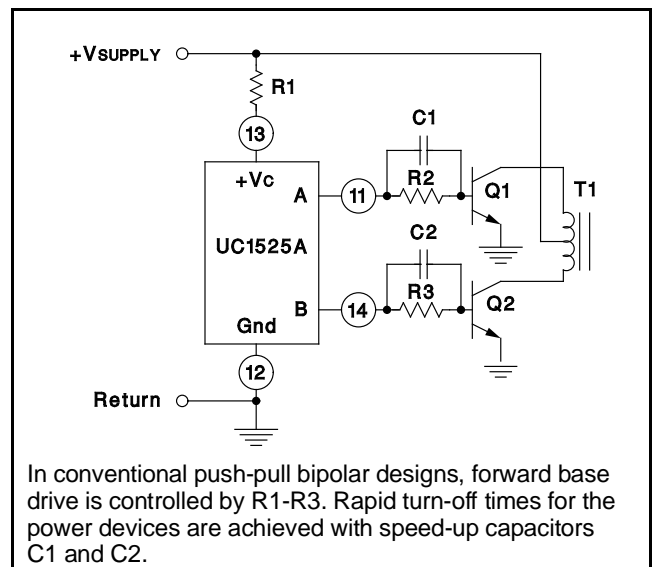 +VSUPPLY
R1
13
C1
+Vc
A
11
R2
Q1
T1
UC1525A
C2
B
14
R3
Q2
Gnd
12
Return
In conventional push-pull bipolar designs, forward base
drive is controlled by R1-R3. Rapid turn-off times for the
power devices are achieved with speed-up capacitors
C1 and C2.